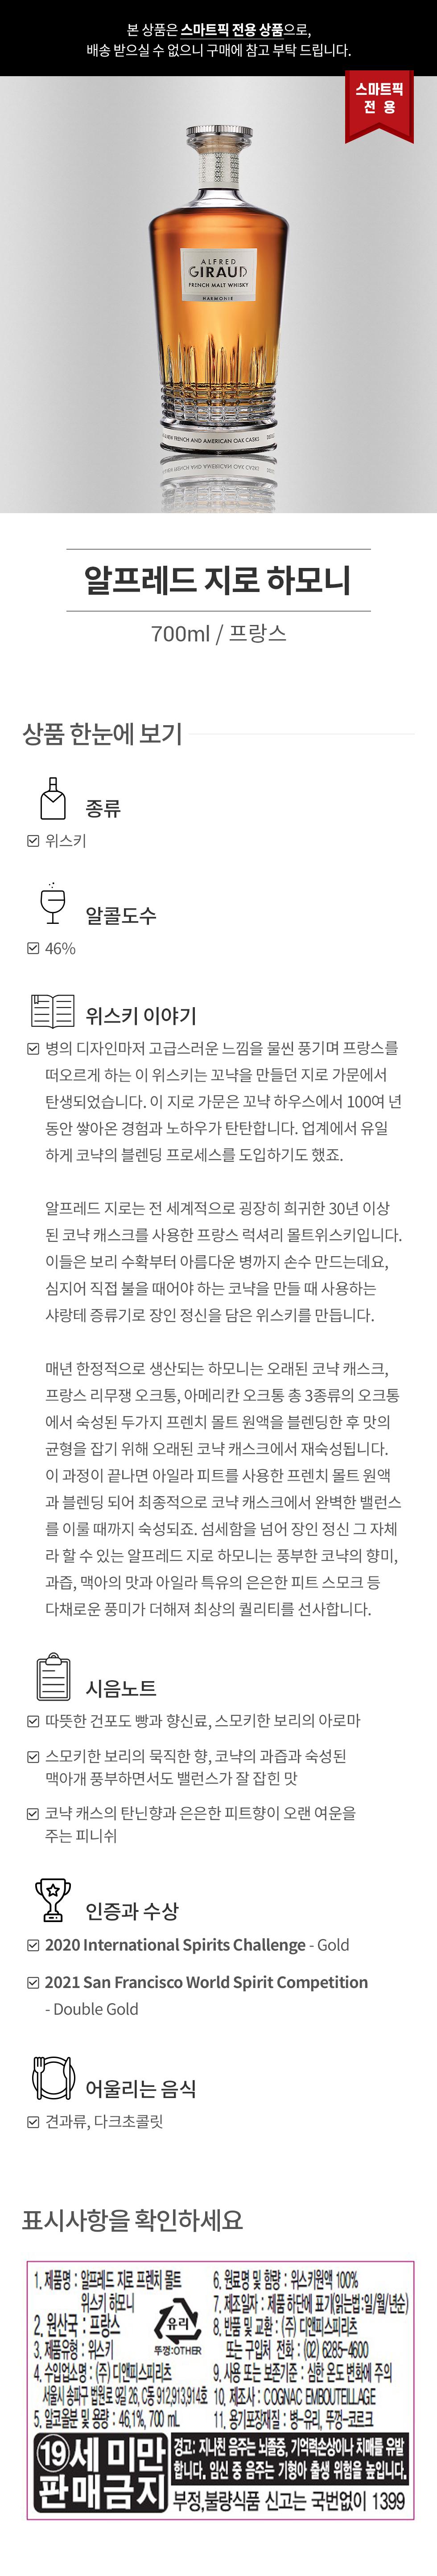 본 상품은 스마트픽 전용 상품으로,
배송 받으실 수 없으니 구매에 참고 부탁 드립니다.
스마트픽
전 용
ALFRED
GIRAUD
FRENCH MALT WHISKY
HARMONIE
NEW FRENCH AND AMERICAN OAK CASKS
알프레드 지로 하모니
700ml / 프랑스
상품 한눈에 보기
종류
위스키
알콜도수
46%
위스키 이야기
병의 디자인마저 고급스러운 느낌을 물씬 풍기며 프랑스를
떠오르게 하는 이 위스키는 꼬냑을 만들던 지로 가문에서
탄생되었습니다. 이 지로 가문은 꼬냑 하우스에서 100여 년
동안 쌓아온 경험과 노하우가 탄탄합니다. 업계에서 유일
하게 코냑의 블렌딩 프로세스를 도입하기도 했죠.
알프레드 지로는 전 세계적으로 굉장히 희귀한 30년 이상
된 코냑 캐스크를 사용한 프랑스 럭셔리 몰트위스키입니다.
이들은 보리 수확부터 아름다운 병까지 손수 만드는데요,
심지어 직접 불을 때어야 하는 코냑을 만들 때 사용하는
샤랑테 증류기로 장인 정신을 담은 위스키를 만듭니다.
매년 한정적으로 생산되는 하모니는 오래된 코냑 캐스크,
프랑스 리무쟁 오크통, 아메리칸 오크통 총 3종류의 오크통
에서 숙성된 두가지 프렌치 몰트 원액을 블렌딩한 후 맛의
균형을 잡기 위해 오래된 코냑 캐스크에서 재숙성됩니다.
이 과정이 끝나면 아일라 피트를 사용한 프렌치 몰트 원액
과 블렌딩 되어 최종적으로 코냑 캐스크에서 완벽한 밸런스
를 이룰 때까지 숙성되죠. 섬세함을 넘어 장인 정신 그 자체
라 할 수 있는 알프레드 지로 하모니는 풍부한 코냑의 향미,
과즙, 맥아의 맛과 아일라 특유의 은은한 피트 스모크 등
다채로운 풍미가 더해져 최상의 퀄리티를 선사합니다.
시음노트
따뜻한 건포도 빵과 향신료, 스모키한 보리의 아로마
스모키한 보리의 묵직한 향, 코냑의 과즙과 숙성된
맥아개 풍부하면서도 밸런스가 잘 잡힌 맛
코냑 캐스의 탄닌향과 은은한 피트향이 오랜 여운을
주는 피니쉬
인증과 수상
2020 International Spirits Challenge - Gold
2021 San Francisco World Spirit Competition
- Double Gold
어울리는 음식
견과류, 다크초콜릿
표시사항을 확인하세요
1. 제품명 : 알프레드 지로 프렌치 몰트
위스키 하모니
2. 원산국 : 프랑스
3. 제품유형 : 위스키
4. 수입업소명 : (주) 디앤피스피리츠
서울시 송파구 법원로 9길 26, C동 912,913,914호
5. 알코올분 및 용량 : 46.1%, 700 mL
유리
뚜껑:OTHER
6. 원료명 및 함량 : 위스키원액 100%
7. 제조일자 : 제품 하단에 표기(읽는법:일/월/년순)
8. 반품 및 교환 : (주) 디앤피스피리츠
또는 구입처 전화 : (02) 6285-4600
9. 사용 또는 보존기준 : 심한 온도 변화에 주의
10. 제조사 : COGNAC EMBOUTEILLAGE
11. 용기포장재질 : 병-유리, 뚜껑-코르크
19세 미만
판매금지
경고: 지나친 음주는 뇌졸중, 기억력손상이나 치매를 유발
합니다. 임신 중 음주는 기형아 출생 위험을 높입니다.
부정,불량식품 신고는 국번없이 1399